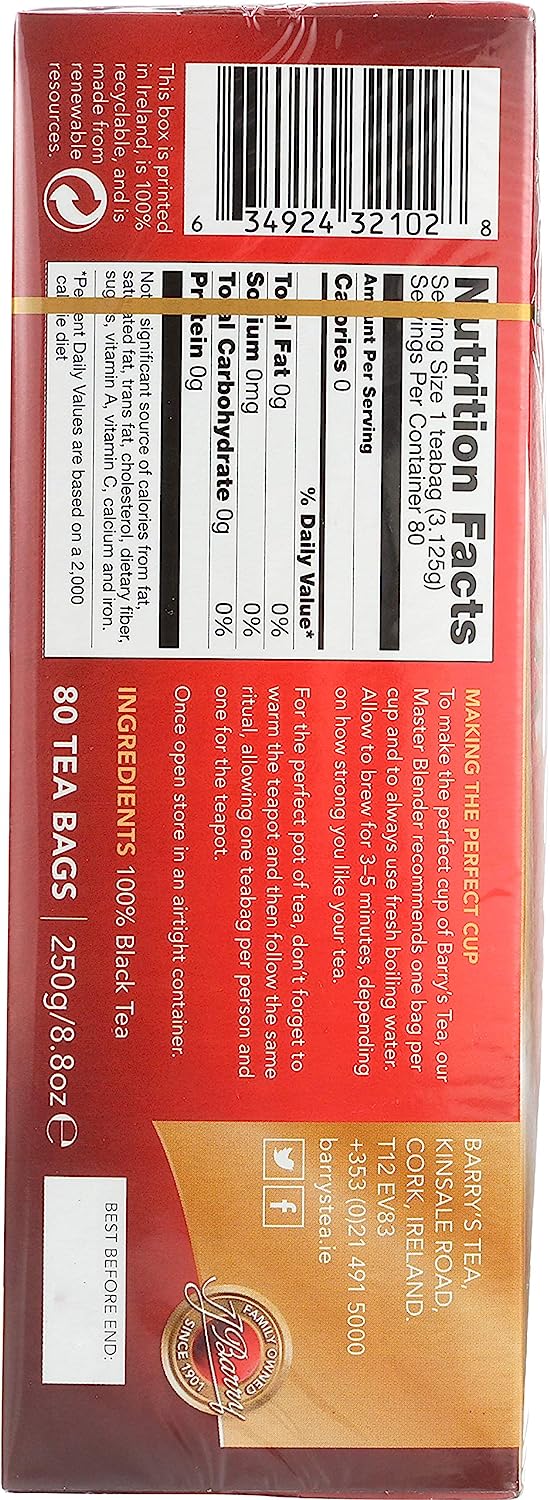 This box is printed
in Ireland, is 100%
recyclable, and is
made from
renewable
resources.
6 34924 32102 8
Nutrition Facts
Serving Size 1 teabag (3.125g)
Servings Per Container 80
Amount Per Serving
Calories 0
% Daily Value*
Total Fat 0g 0%
Sodium 0mg 0%
Total Carbohydrate 0g 0%
Protein 0g
Not a significant source of calories from fat,
saturated fat, trans fat, cholesterol, dietary fiber,
sugars, vitamin A, vitamin C, calcium and iron.
*Percent Daily Values are based on a 2,000
calorie diet
MAKING THE PERFECT CUP
To make the perfect cup of Barry's Tea, our
Master Blender recommends one bag per
cup and to always use fresh boiling water.
Allow to brew for 3–5 minutes, depending
on how strong you like your tea.
For the perfect pot of tea, don't forget to
warm the teapot and then follow the same
ritual, allowing one teabag per person and
one for the teapot.
Once open store in an airtight container.
INGREDIENTS 100% Black Tea
80 TEA BAGS | 250g/8.8oz ℮
BARRY'S TEA,
KINSALE ROAD,
CORK, IRELAND.
T12 EV83
+353 (0)21 491 5000
barrystea.ie
FAMILY OWNED
J Barry
SINCE 1901
BEST BEFORE END: